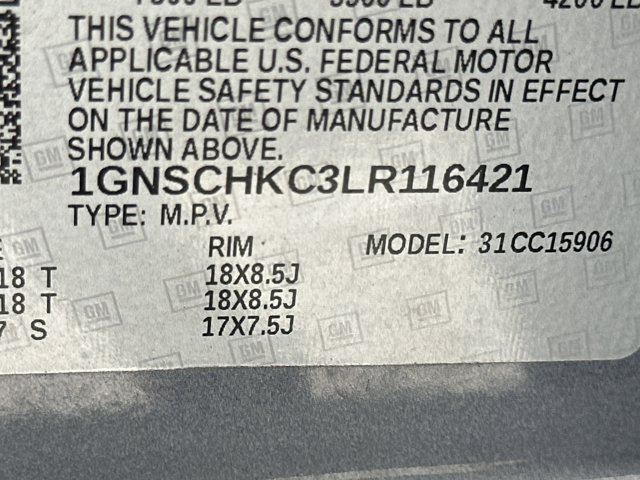 THIS VEHICLE CONFORMS TO ALL
APPLICABLE U.S. FEDERAL MOTOR
VEHICLE SAFETY STANDARDS IN EFFECT
ON THE DATE OF MANUFACTURE
SHOWN ABOVE.
1GNSCHKC3LR116421
TYPE: M.P.V.
RIM MODEL: 31CC15906
18 T 18X8.5J
18 T 18X8.5J
7 S 17X7.5J